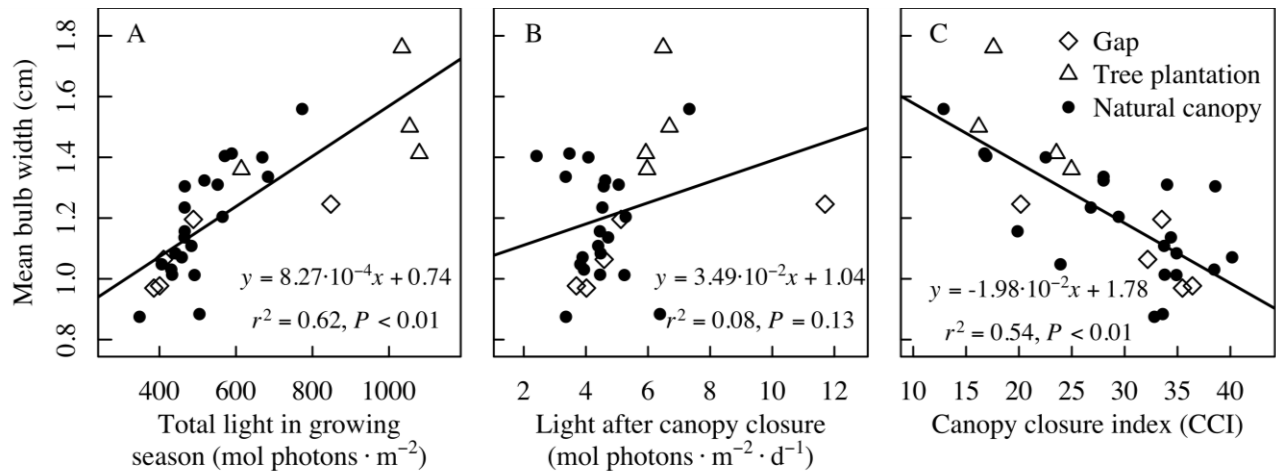 Mean bulb width (cm)
0.8 1.0 1.2 1.4 1.6 1.8
A
y = 8.27·10⁻⁴x + 0.74
r² = 0.62, P < 0.01
400 600 800 1000
Total light in growing
season (mol photons · m⁻²)
B
y = 3.49·10⁻²x + 1.04
r² = 0.08, P = 0.13
2 4 6 8 10 12
Light after canopy closure
(mol photons · m⁻² · d⁻¹)
C
Gap
Tree plantation
Natural canopy
y = -1.98·10⁻²x + 1.78
r² = 0.54, P < 0.01
10 15 20 25 30 35 40
Canopy closure index (CCI)